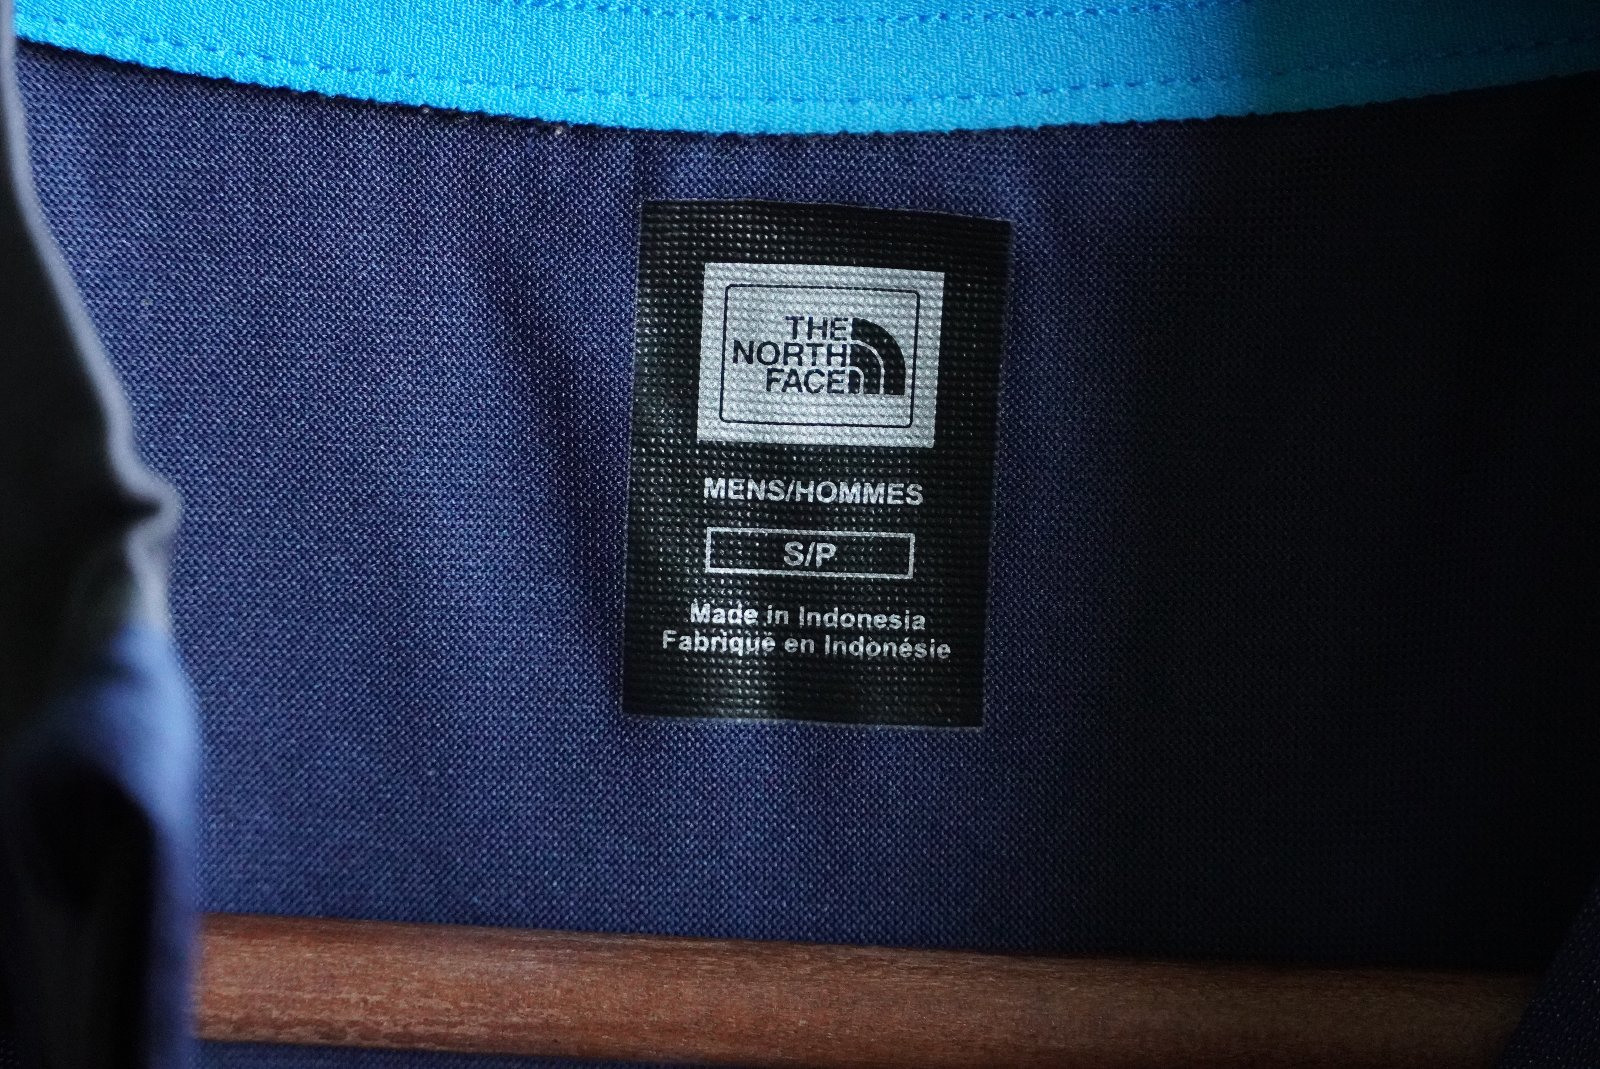 THE
NORTH
FACE
MENS/HOMMES
S/P
Made in Indonesia
Fabriqué en Indonésie